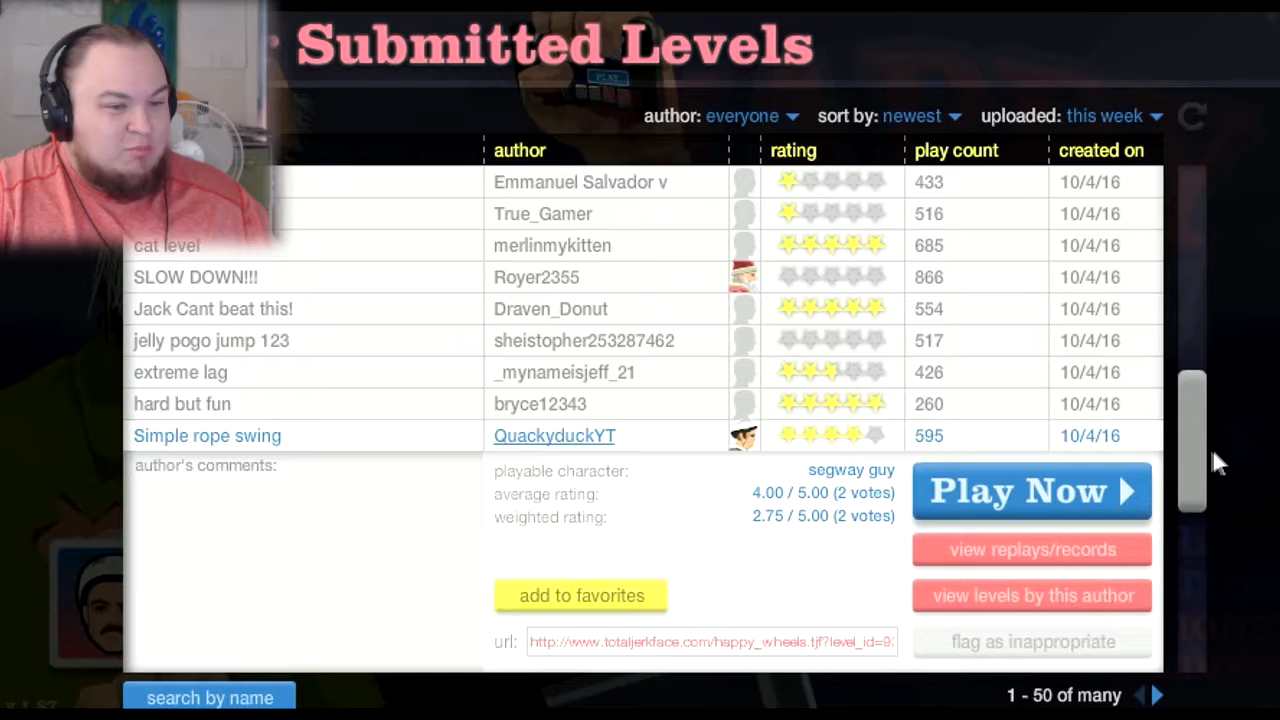 Submitted Levels
PLAY
author: everyone sort by: newest uploaded: this week
author rating play count created on
Emmanuel Salvador v 433 10/4/16
True_Gamer 516 10/4/16
cat level merlinmykitten 685 10/4/16
SLOW DOWN!!! Royer2355 866 10/4/16
Jack Cant beat this! Draven_Donut 554 10/4/16
jelly pogo jump 123 sheistopher253287462 517 10/4/16
extreme lag _mynameisjeff_21 426 10/4/16
hard but fun bryce12343 260 10/4/16
Simple rope swing QuackyduckYT 595 10/4/16
author's comments:
playable character: segway guy
average rating: 4.00 / 5.00 (2 votes)
weighted rating: 2.75 / 5.00 (2 votes)
Play Now
view replays/records
add to favorites
view levels by this author
url: http://www.totaljerkface.com/happy_wheels.tjf?level_id=9
flag as inappropriate
search by name
1 - 50 of many